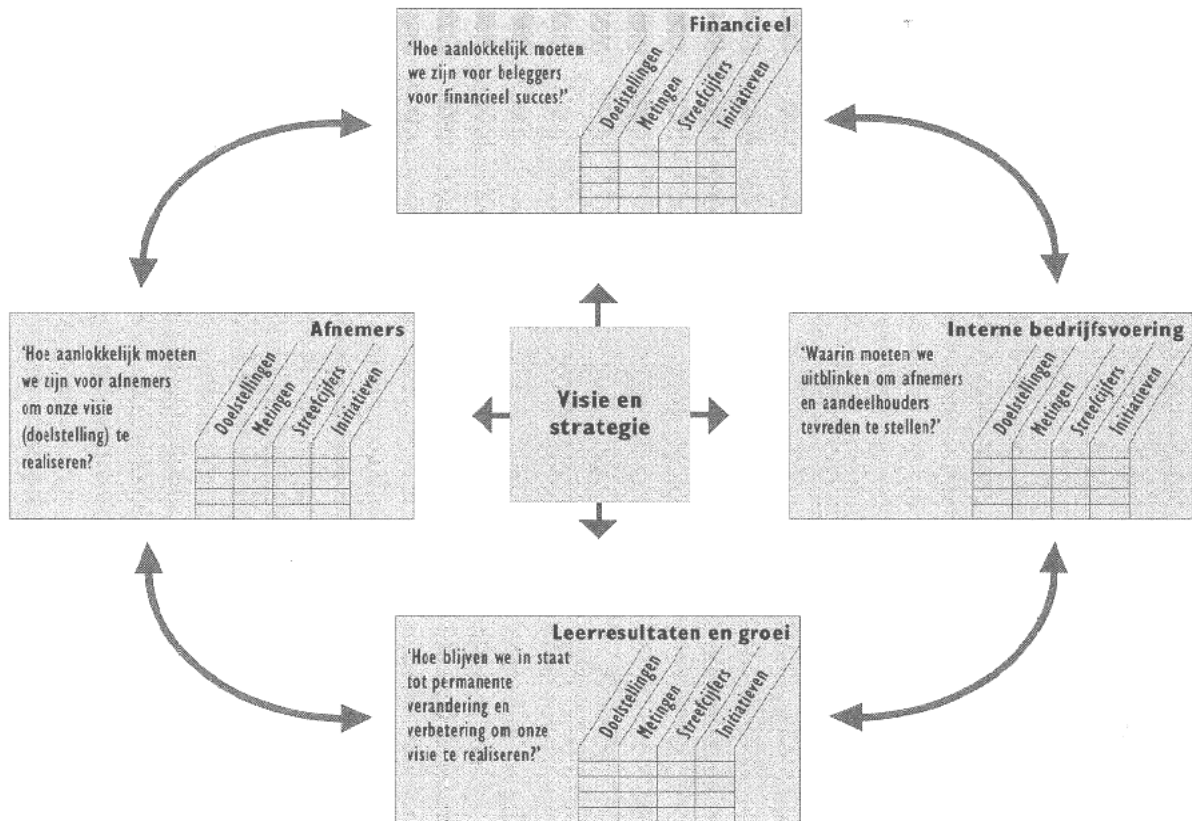 Financieel
'Hoe aanlokkelijk moeten
we zijn voor beleggers
voor financieel succes?'
Doelstellingen
Metingen
Streefcijfers
Initiatieven
Afnemers
'Hoe aanlokkelijk moeten
we zijn voor afnemers
om onze visie
(doelstelling) te
realiseren?
Doelstellingen
Metingen
Streefcijfers
Initiatieven
Visie en
strategie
Interne bedrijfsvoering
'Waarin moeten we
uitblinken om afnemers
en aandeelhouders
tevreden te stellen?'
Doelstellingen
Metingen
Streefcijfers
Initiatieven
Leerresultaten en groei
'Hoe blijven we in staat
tot permanente
verandering en
verbetering om onze
visie te realiseren?'
Doelstellingen
Metingen
Streefcijfers
Initiatieven